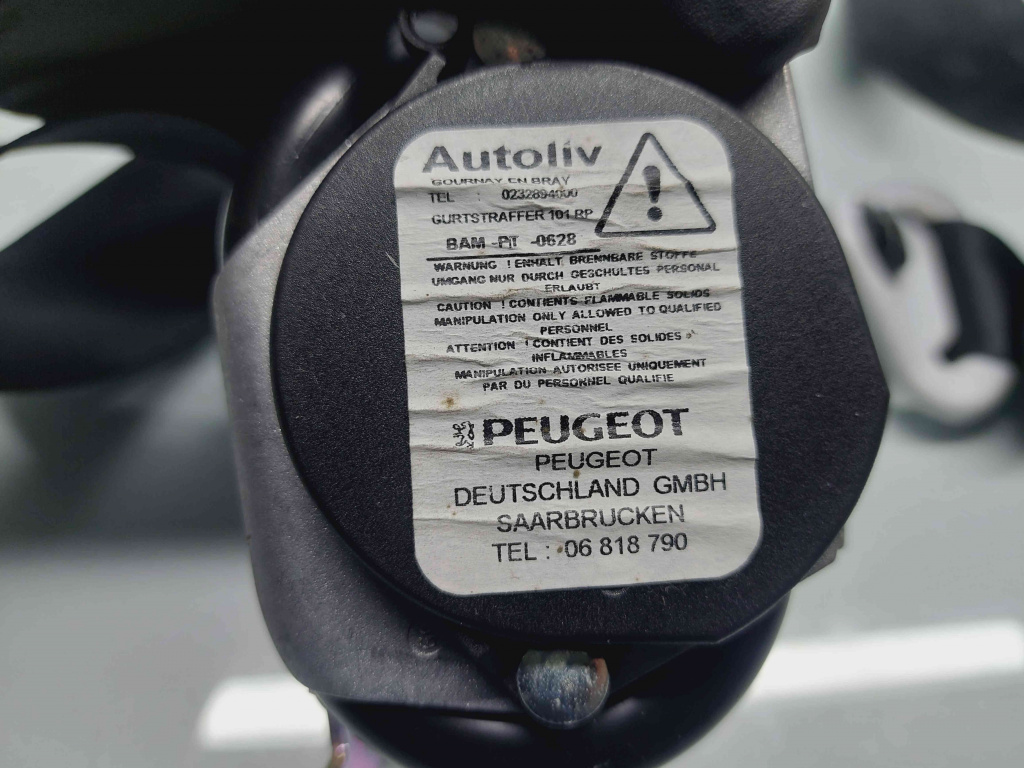 Autoliv
GOURNAY EN BRAY
TEL : 0232894000
GURTSTRAFFER 101 RP
BAM -PT -0628
WARNUNG ! ENHALT BRENNBARE STOFFE
UMGANG NUR DURCH GESCHULTES PERSONAL
ERLAUBT
CAUTION ! CONTIENTS FLAMMABLE SOLIDS
MANIPULATION ONLY ALLOWED TO QUALIFIED
PERSONNEL
ATTENTION ! CONTIENT DES SOLIDES
INFLAMMABLES
MANIPULATION AUTORISEE UNIQUEMENT
PAR DU PERSONNEL QUALIFIE
PEUGEOT
PEUGEOT
DEUTSCHLAND GMBH
SAARBRUCKEN
TEL : 06 818 790